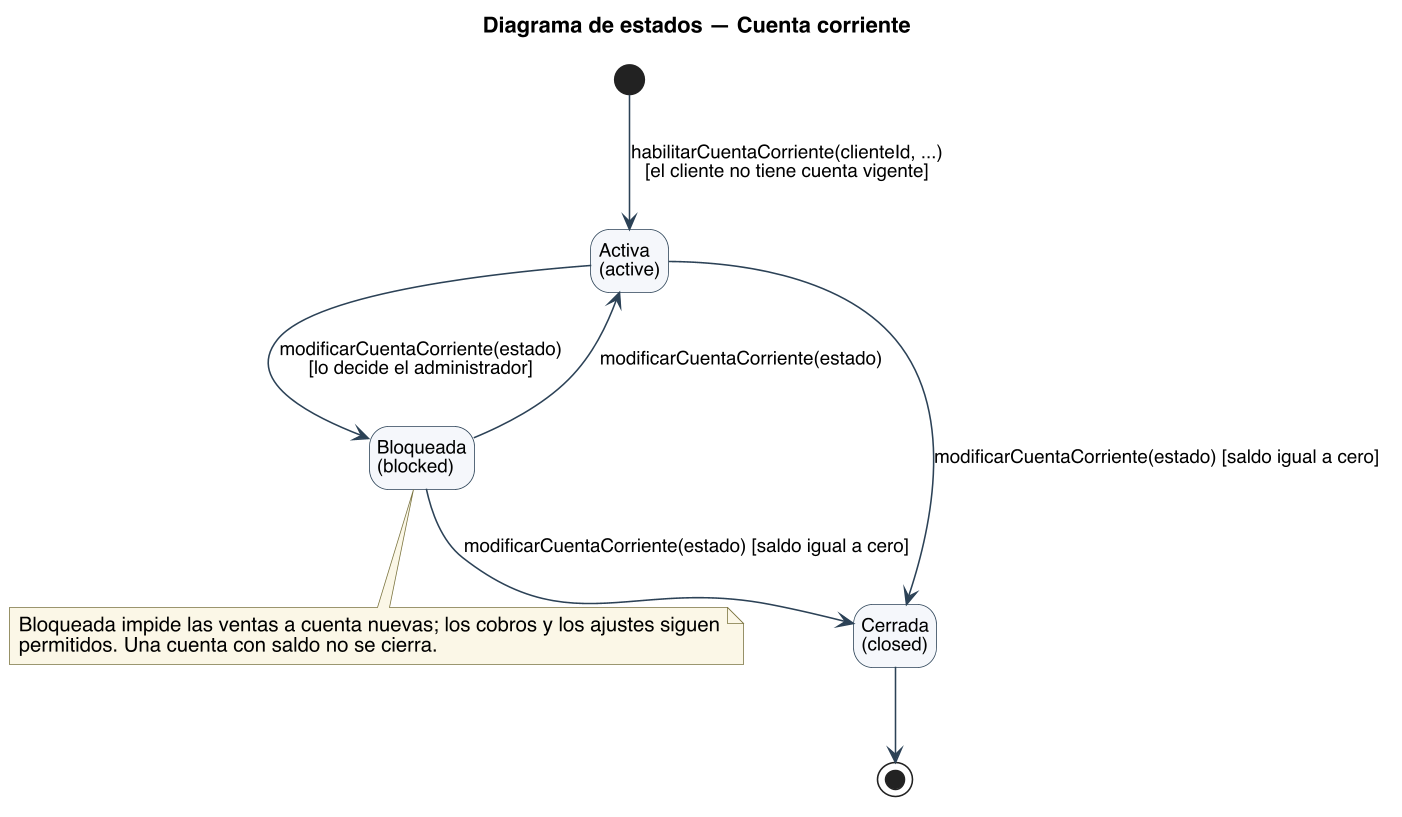 Diagrama de estados — Cuenta corriente
habilitarCuentaCorriente(clienteId, ...)
[el cliente no tiene cuenta vigente]
Activa
(active)
modificarCuentaCorriente(estado)
[lo decide el administrador]
modificarCuentaCorriente(estado)
Bloqueada
(blocked)
modificarCuentaCorriente(estado) [saldo igual a cero]
modificarCuentaCorriente(estado) [saldo igual a cero]
Bloqueada impide las ventas a cuenta nuevas; los cobros y los ajustes siguen
permitidos. Una cuenta con saldo no se cierra.
Cerrada
(closed)